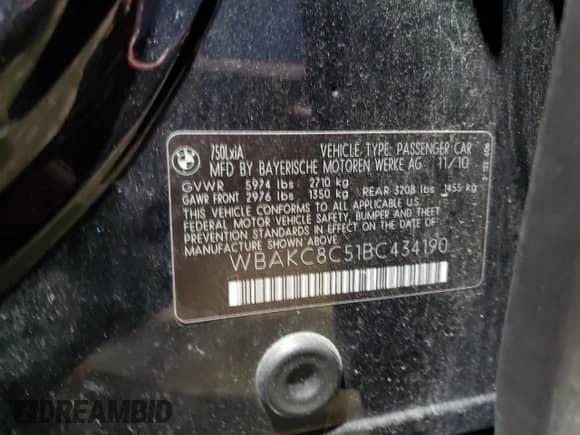 BMW
750LxiA
VEHICLE TYPE: PASSENGER CAR
MFD BY BAYERISCHE MOTOREN WERKE AG 11/10
GVWR 5974 lbs 2710 kg
GAWR FRONT 2976 lbs 1350 kg REAR 3208 lbs 1455 kg
THIS VEHICLE CONFORMS TO ALL APPLICABLE U.S.
FEDERAL MOTOR VEHICLE SAFETY, BUMPER AND THEFT
PREVENTION STANDARDS IN EFFECT ON THE DATE OF
MANUFACTURE SHOWN ABOVE.
WBAKC8C51BC434190
DREAMBID